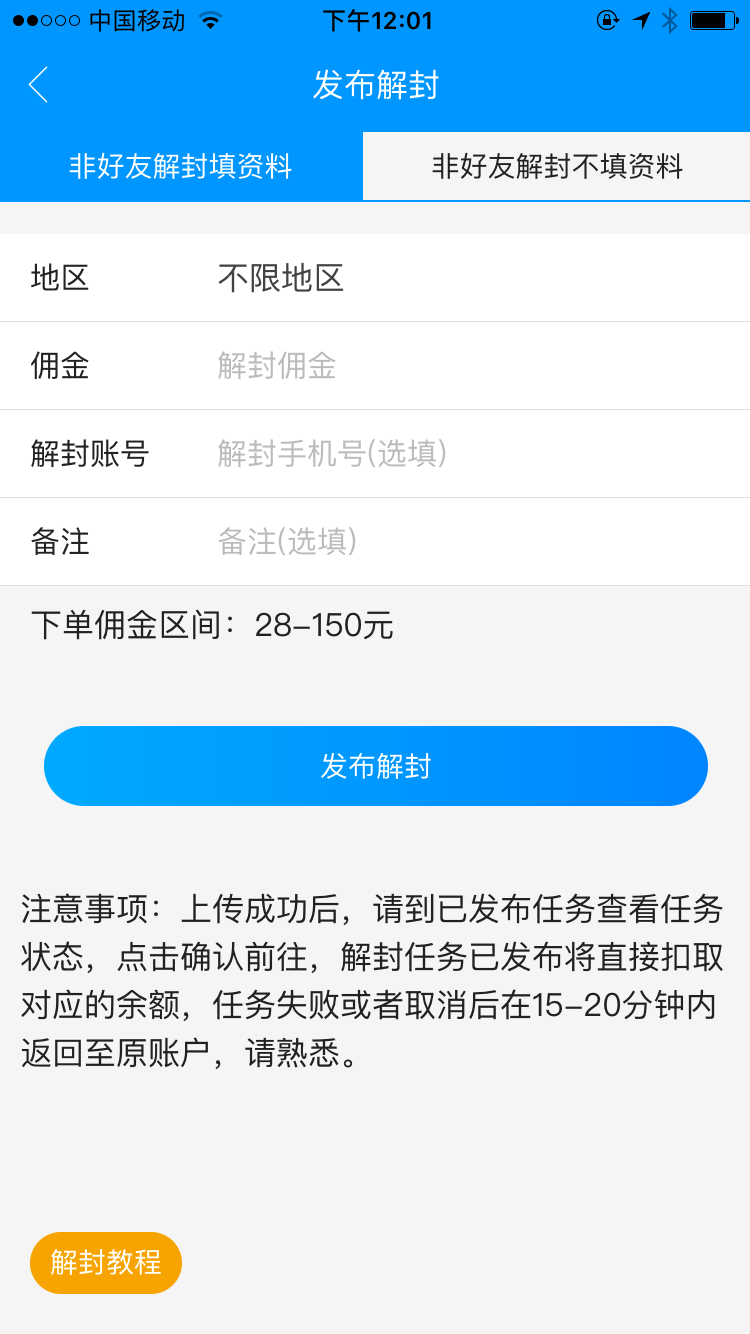 中国移动 下午12:01
发布解封
非好友解封填资料 非好友解封不填资料
地区 不限地区
佣金 解封佣金
解封账号 解封手机号(选填)
备注 备注(选填)
下单佣金区间：28–150元
发布解封
注意事项：上传成功后，请到已发布任务查看任务
状态，点击确认前往，解封任务已发布将直接扣取
对应的余额，任务失败或者取消后在15–20分钟内
返回至原账户，请熟悉。
解封教程